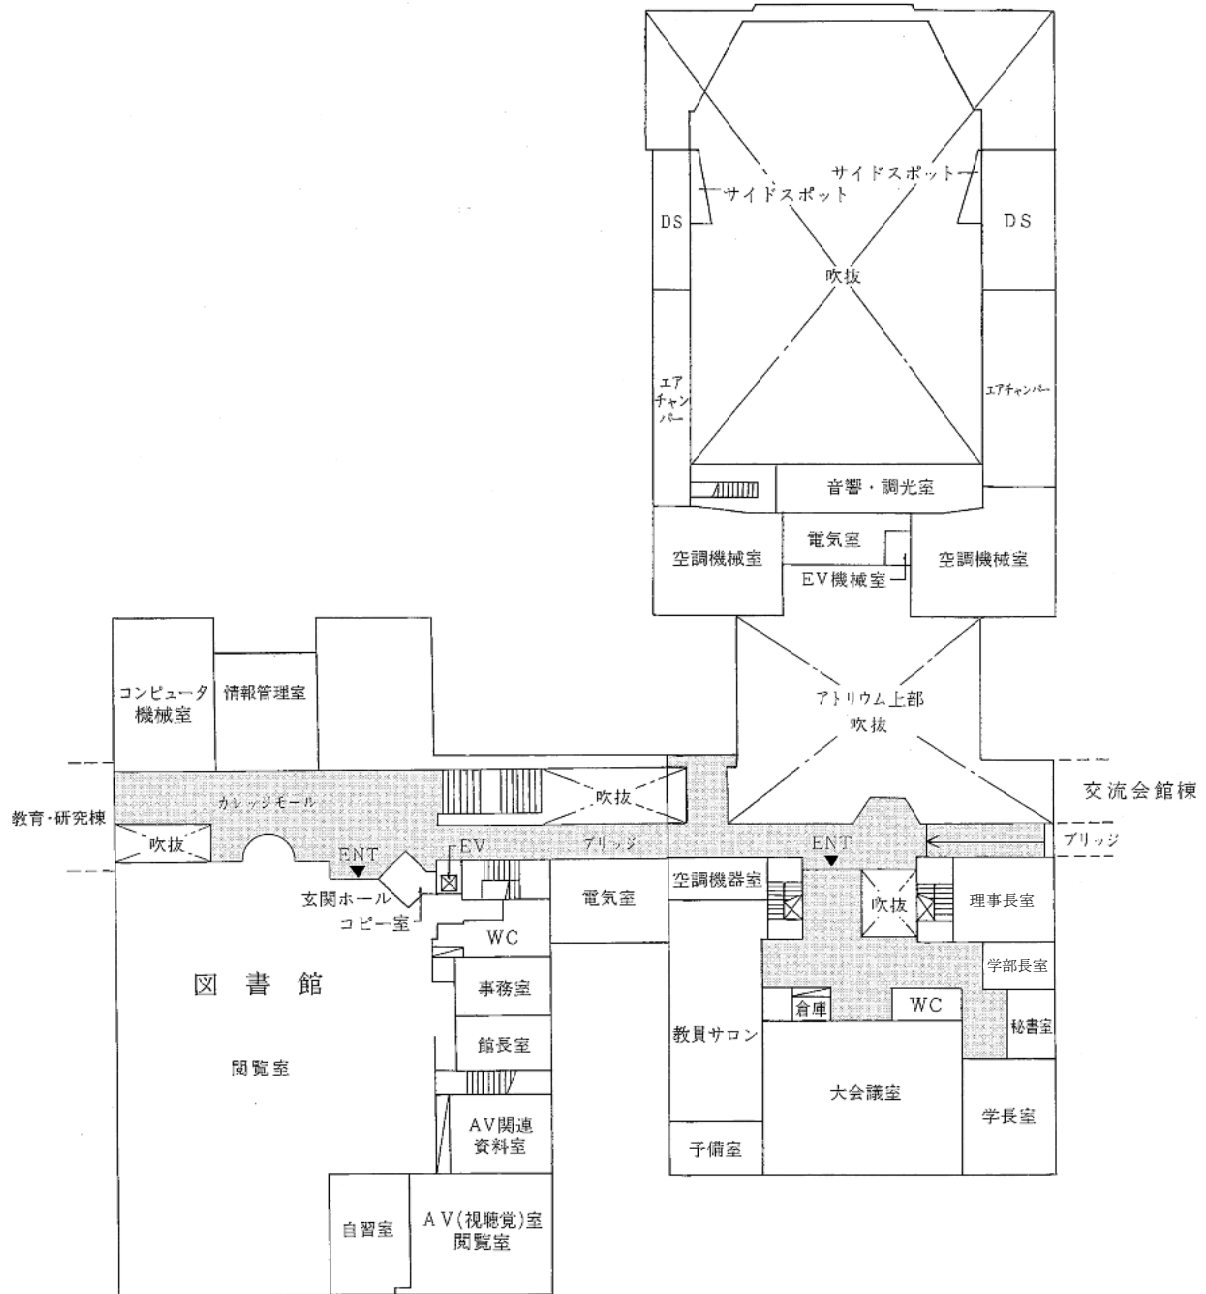 サイドスポット
サイドスポット
DS
DS
吹抜
エア
チャン
バー
エアチャンバー
音響・調光室
電気室
空調機械室
空調機械室
EV機械室
コンピュータ
機械室
情報管理室
アトリウム上部
吹抜
カレッジモール
吹抜
交流会館棟
教育・研究棟
吹抜
ENT
EV
ブリッジ
ENT
ブリッジ
玄関ホール
コピー室
電気室
空調機器室
吹抜
理事長室
WC
図書館
事務室
学部長室
倉庫
WC
秘書室
教員サロン
館長室
閲覧室
大会議室
学長室
AV関連
資料室
予備室
自習室
AV(視聴覚)室
閲覧室